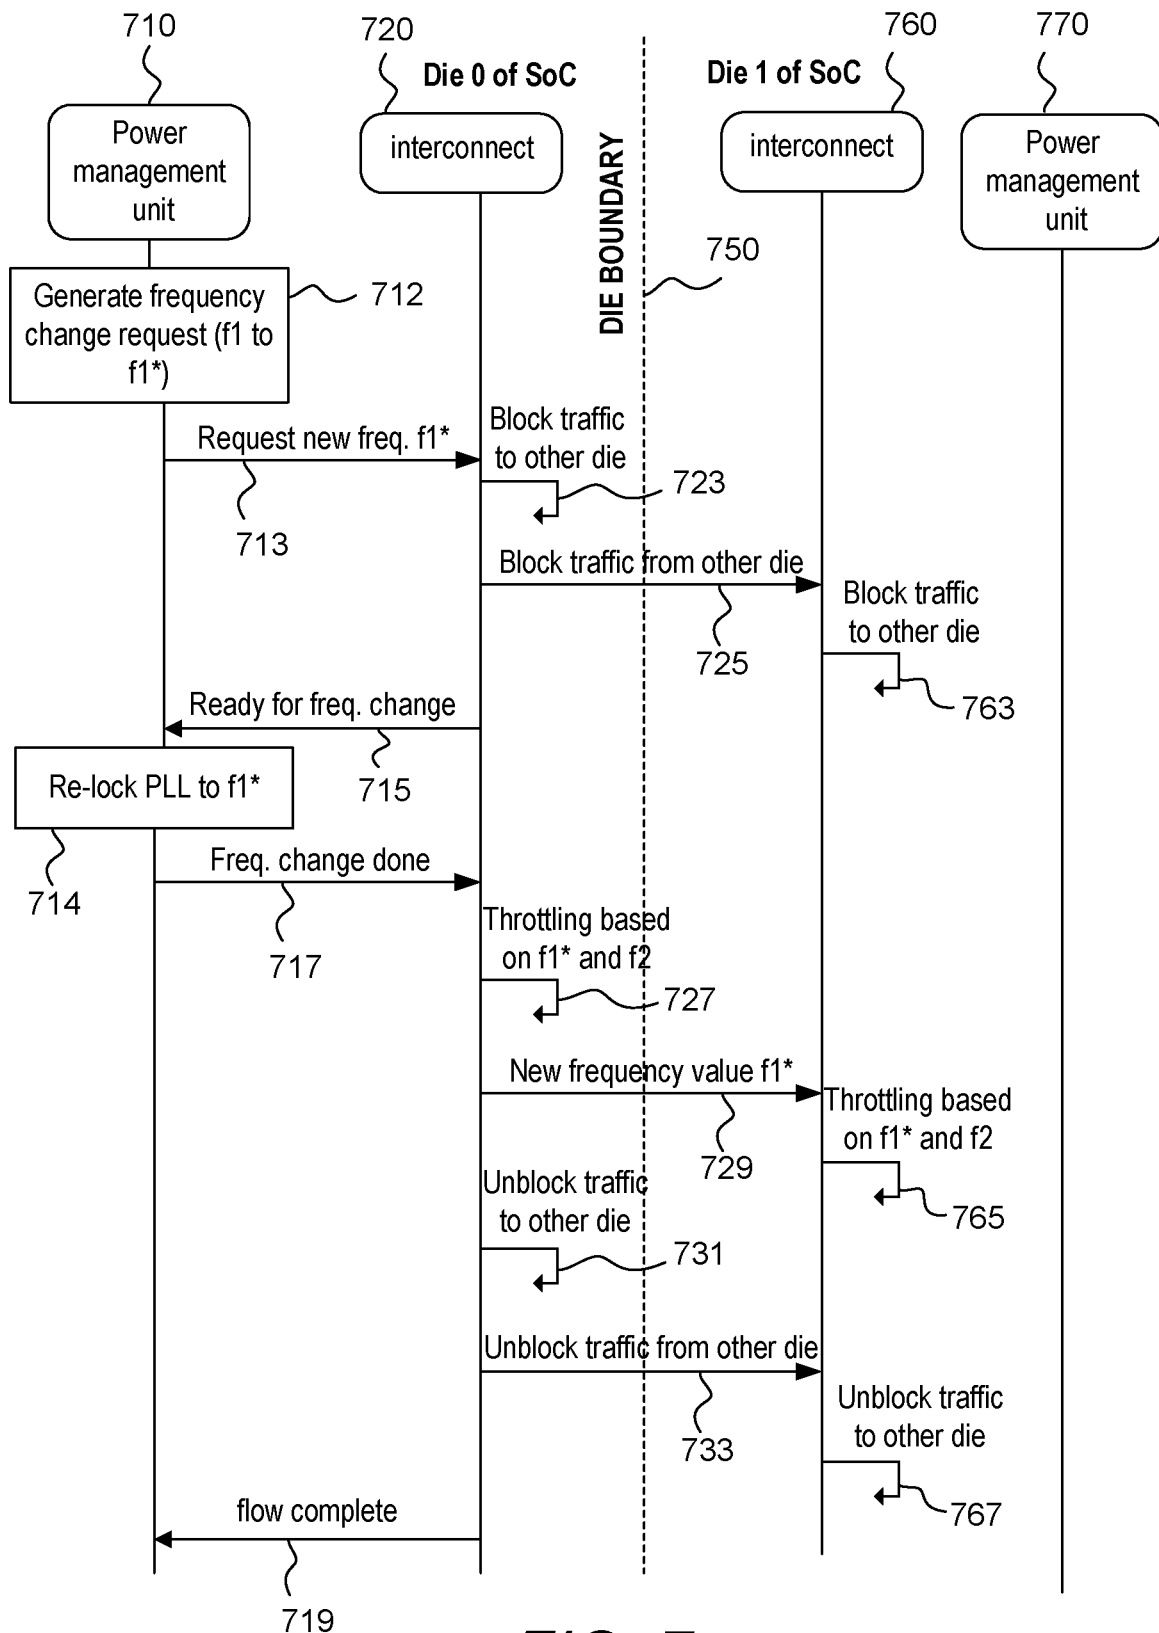 710
720
760
770
Die 0 of SoC
Die 1 of SoC
Power
management
unit
interconnect
DIE BOUNDARY
interconnect
Power
management
unit
750
Generate frequency
change request (f1 to
f1*)
712
Request new freq. f1*
713
Block traffic
to other die
723
Block traffic from other die
725
Block traffic
to other die
763
Ready for freq. change
715
Re-lock PLL to f1*
714
Freq. change done
717
Throttling based
on f1* and f2
727
New frequency value f1*
729
Throttling based
on f1* and f2
765
Unblock traffic
to other die
731
Unblock traffic from other die
733
Unblock traffic
to other die
767
flow complete
719